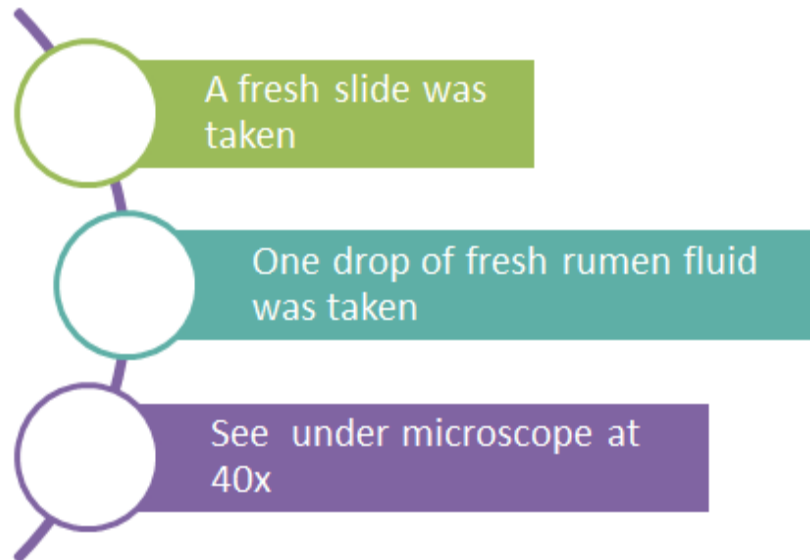 A fresh slide was
taken
One drop of fresh rumen fluid
was taken
See  under microscope at
40x